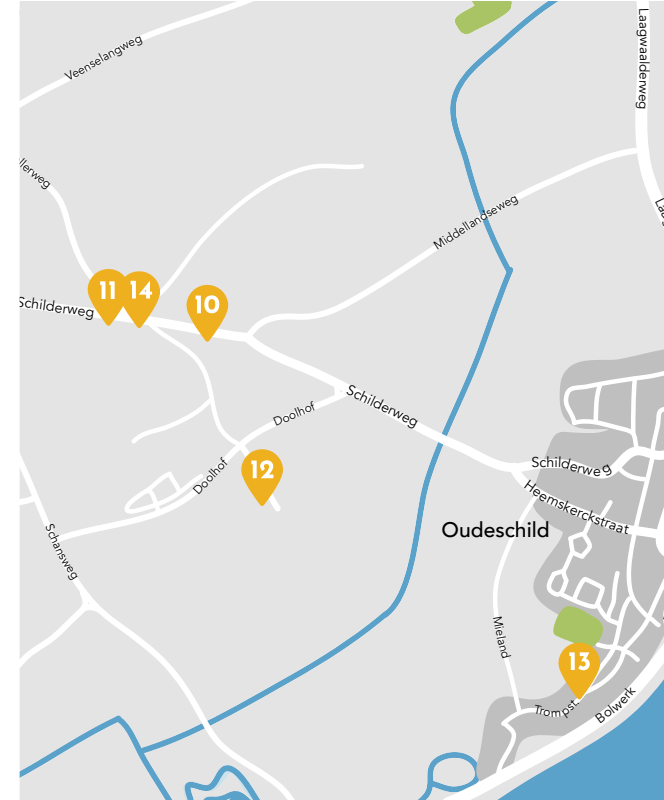 Veenselangweg
Laagwaalderweg
llerweg
Middellandseweg
11
14
10
Schilderweg
Schilderweg
Doolhof
Doolhof
12
Schilderweg
Heemskerckstraat
Oudeschild
Schansweg
Mieland
13
Trompst.
Bolwerk